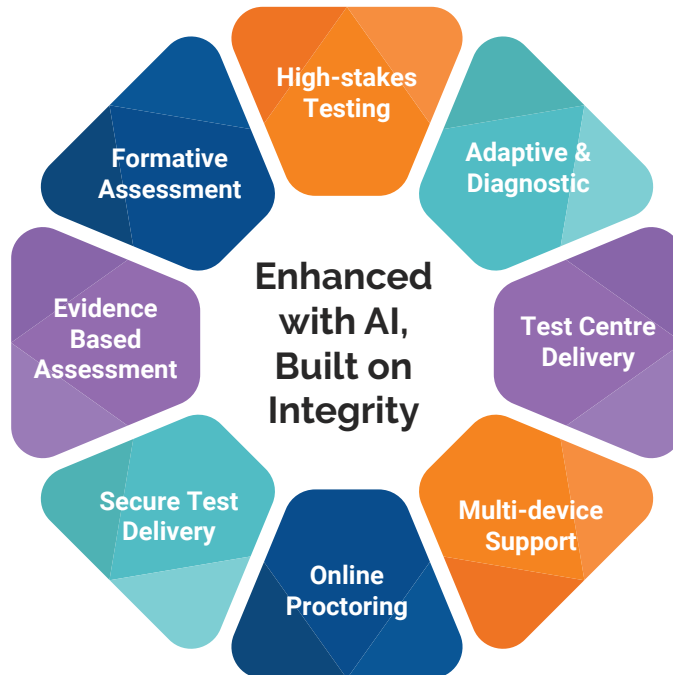 High-stakes
Testing
Adaptive &
Diagnostic
Test Centre
Delivery
Multi-device
Support
Online
Proctoring
Secure Test
Delivery
Evidence
Based
Assessment
Formative
Assessment
Enhanced
with AI,
Built on
Integrity